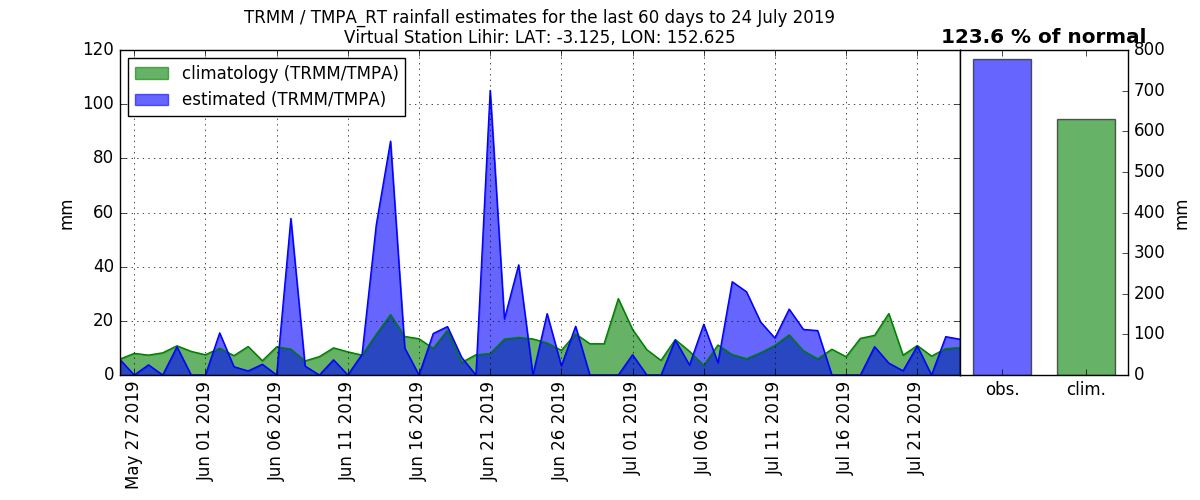 TRMM / TMPA_RT rainfall estimates for the last 60 days to 24 July 2019
Virtual Station Lihir: LAT: -3.125, LON: 152.625
123.6 % of normal
climatology (TRMM/TMPA)
estimated (TRMM/TMPA)
mm
120
100
80
60
40
20
0
May 27 2019
Jun 01 2019
Jun 06 2019
Jun 11 2019
Jun 16 2019
Jun 21 2019
Jun 26 2019
Jul 01 2019
Jul 06 2019
Jul 11 2019
Jul 16 2019
Jul 21 2019
obs.
clim.
800
700
600
500
400
300
200
100
0
mm